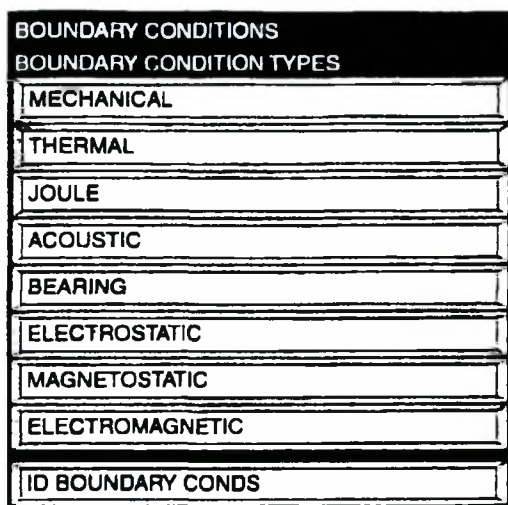 BOUNDARY CONDITIONS
BOUNDARY CONDITION TYPES
MECHANICAL
THERMAL
JOULE
ACOUSTIC
BEARING
ELECTROSTATIC
MAGNETOSTATIC
ELECTROMAGNETIC
ID BOUNDARY CONDS